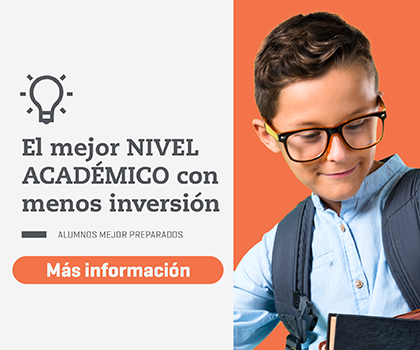 El mejor NIVEL
ACADÉMICO con
menos inversión
ALUMNOS MEJOR PREPARADOS
Más información